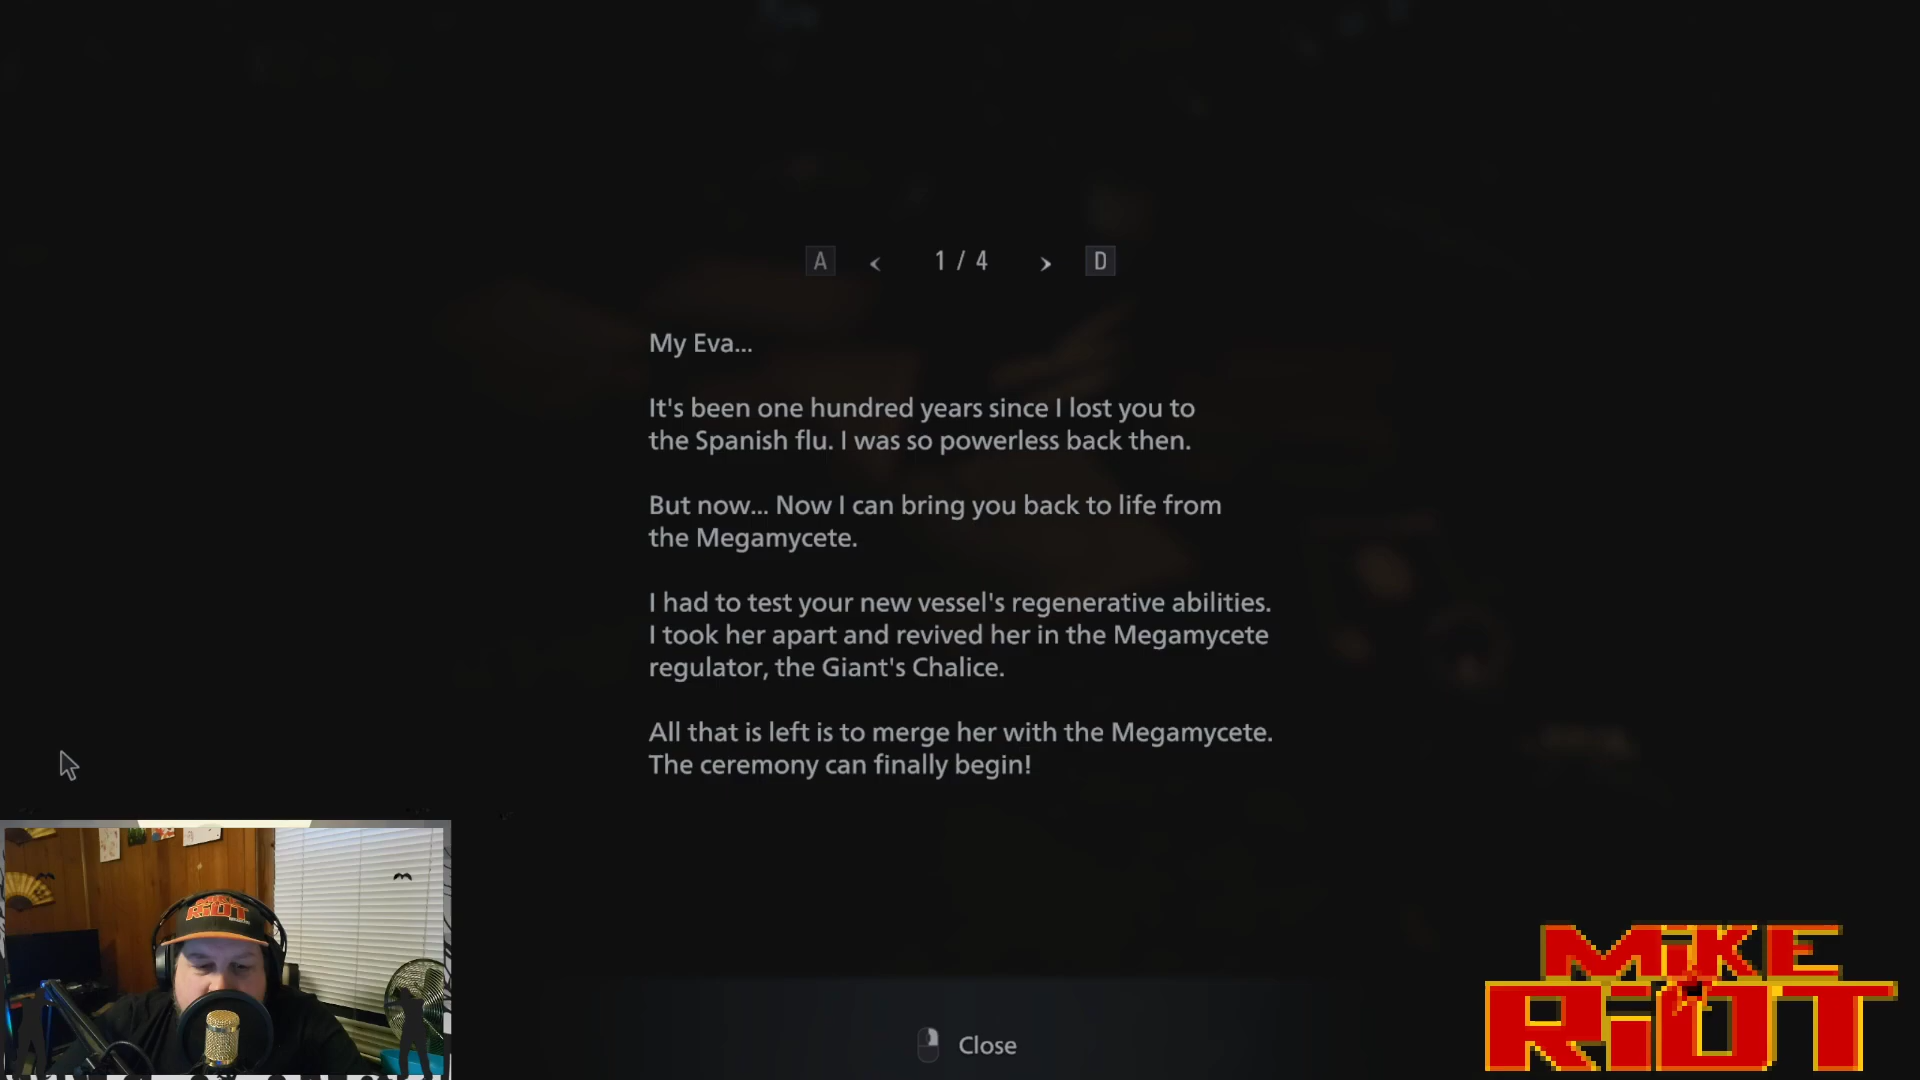 A < 1 / 4 > D
My Eva...
It's been one hundred years since I lost you to
the Spanish flu. I was so powerless back then.
But now... Now I can bring you back to life from
the Megamycete.
I had to test your new vessel's regenerative abilities.
I took her apart and revived her in the Megamycete
regulator, the Giant's Chalice.
All that is left is to merge her with the Megamycete.
The ceremony can finally begin!
MiKE
RiOT
Close
MiKE
RiOT